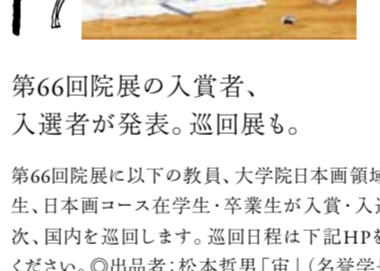 第66回院展の入賞者、
入選者が発表。巡回展も。
第66回院展に以下の教員、大学院日本画領域
生、日本画コース在学生・卒業生が入賞・入
次、国内を巡回します。巡回日程は下記HPを
ください。◎出品者：松本哲男「宙」（名誉学